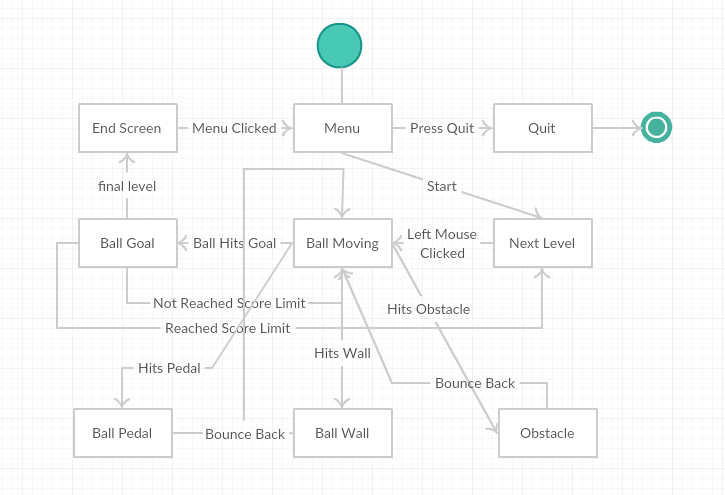 End Screen
Menu Clicked
Menu
Press Quit
Quit
final level
Start
Ball Goal
Ball Hits Goal
Ball Moving
Left Mouse
Clicked
Next Level
Not Reached Score Limit
Hits Obstacle
Reached Score Limit
Hits Wall
Hits Pedal
Bounce Back
Ball Pedal
Bounce Back
Ball Wall
Obstacle